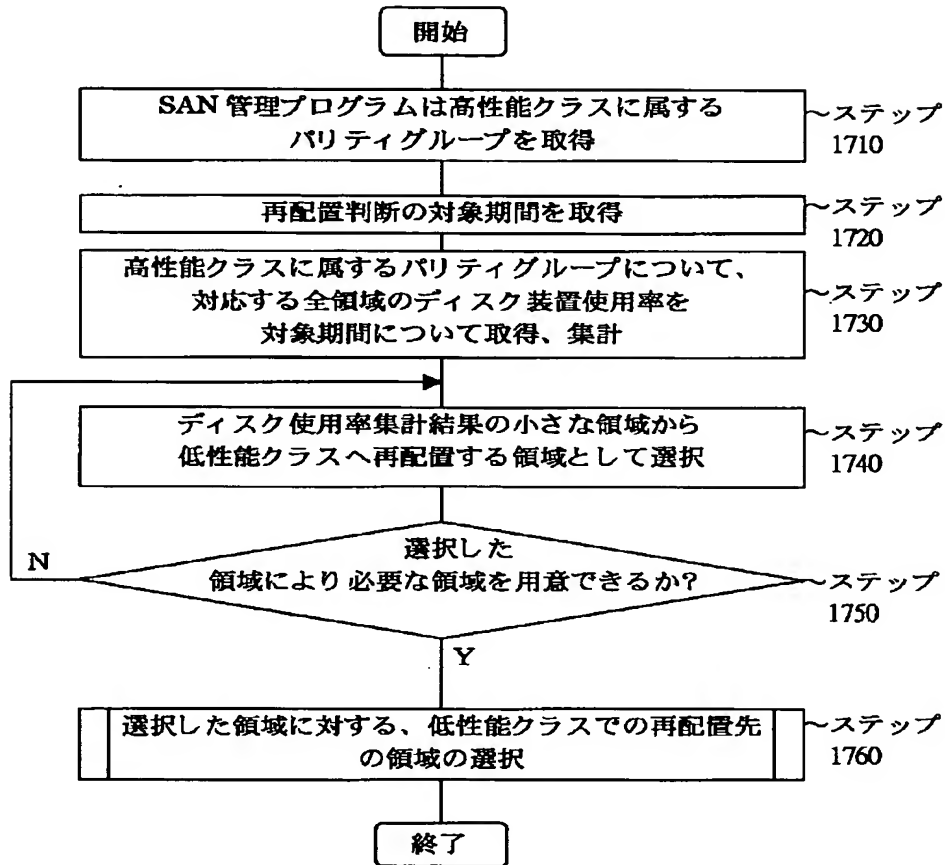 開始
SAN 管理プログラムは高性能クラスに属する
パリティグループを取得
～ステップ
1710
再配置判断の対象期間を取得
～ステップ
1720
高性能クラスに属するパリティグループについて、
対応する全領域のディスク装置使用率を
対象期間について取得、集計
～ステップ
1730
ディスク使用率集計結果の小さな領域から
低性能クラスへ再配置する領域として選択
～ステップ
1740
選択した
領域により必要な領域を用意できるか?
～ステップ
1750
N
Y
選択した領域に対する、低性能クラスでの再配置先
の領域の選択
～ステップ
1760
終了